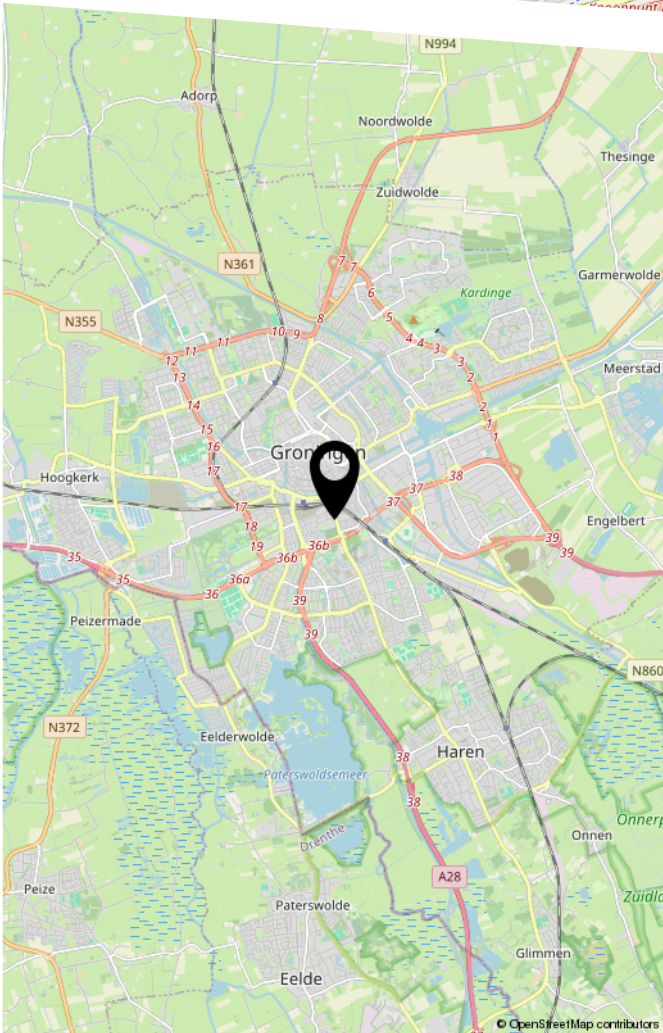 Knooppunt
N994
Adorp
Noordwolde
Thesinge
Zuidwolde
N361
7
7
Garmerwolde
6
Kardinge
N355
5
8
10
9
11
11
4
4
3
12
3
13
2
Meerstad
14
2
15
1
16
1
Groningen
17
38
Hoogkerk
37
37
17
18
Engelbert
39
35
19
36b
36b
39
35
36a
36
39
Peizermade
39
N860
N372
Eelderwolde
Haren
38
Paterswoldsemeer
38
Onnerp
Drenthe
Onnen
A28
Peize
Zuidla
Paterswolde
Glimmen
Eelde
© OpenStreetMap contributors